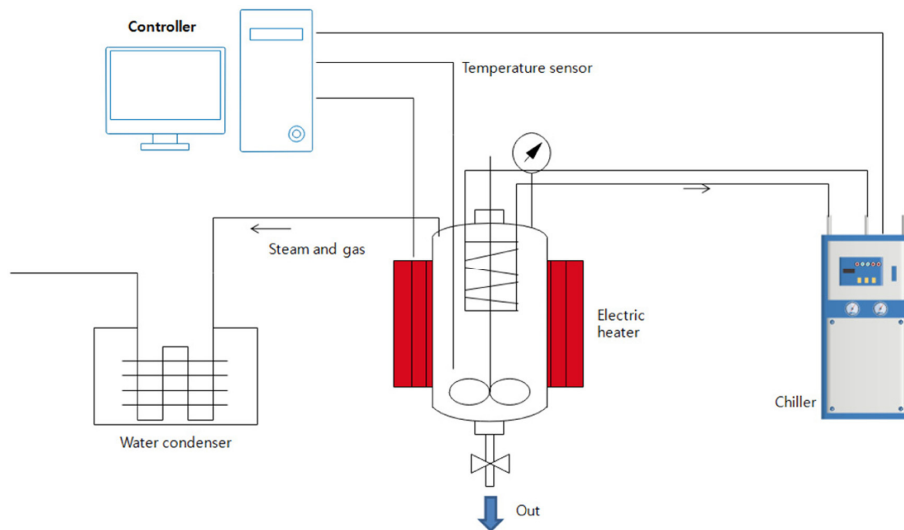 Controller
Temperature sensor
Steam and gas
Electric
heater
Water condenser
Chiller
Out